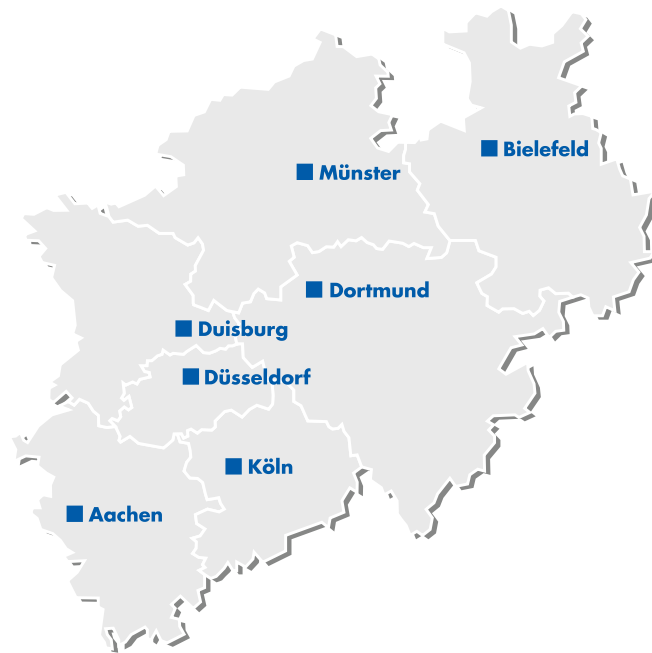 Bielefeld
Münster
Dortmund
Duisburg
Düsseldorf
Köln
Aachen